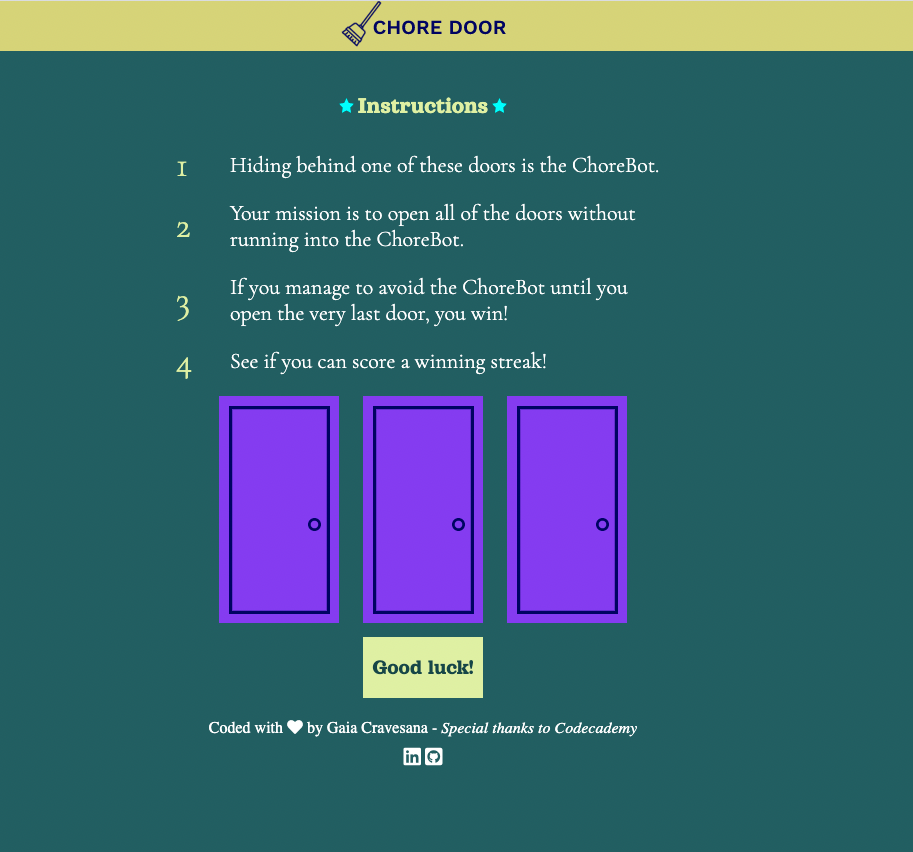 CHORE DOOR
Instructions
1 Hiding behind one of these doors is the ChoreBot.
2 Your mission is to open all of the doors without
running into the ChoreBot.
3 If you manage to avoid the ChoreBot until you
open the very last door, you win!
4 See if you can score a winning streak!
Good luck!
Coded with by Gaia Cravesana - Special thanks to Codecademy
in